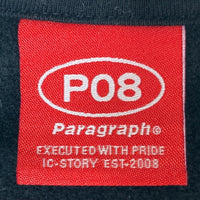 P08
Paragraph®
EXECUTED WITH PRIDE
IC-STORY EST-2008